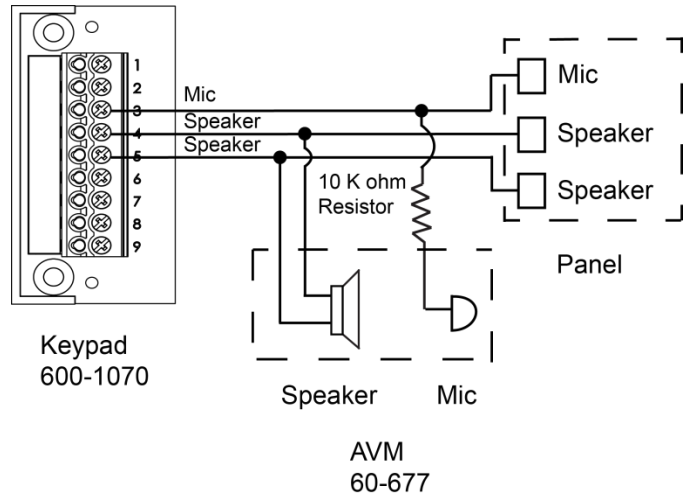 1
2
3
4
5
6
7
8
9
Mic
Speaker
Speaker
10 K ohm
Resistor
Mic
Speaker
Speaker
Panel
Keypad
600-1070
Speaker
Mic
AVM
60-677